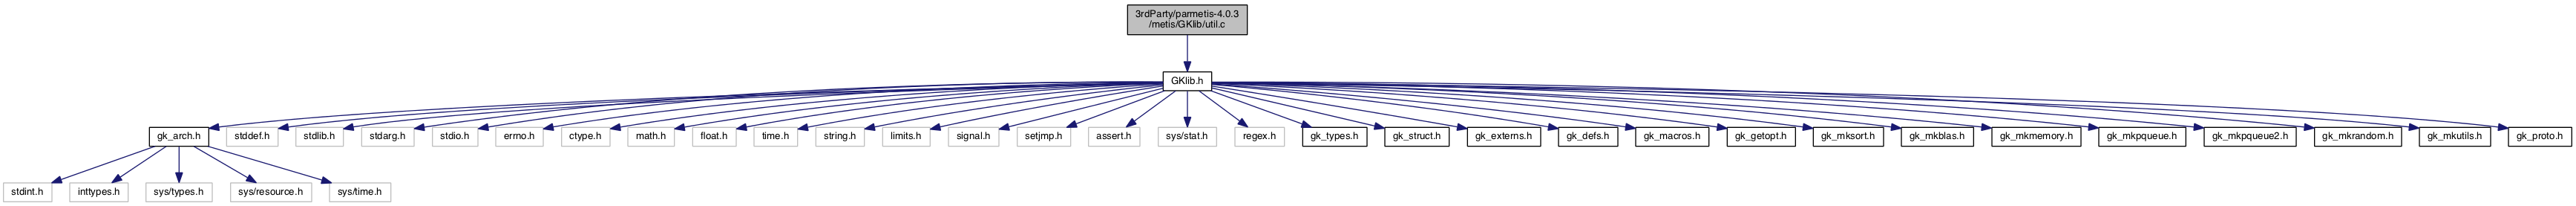 3rdParty/parmetis-4.0.3
/metis/GKlib/util.c
GKlib.h
gk_arch.h
stddef.h
stdlib.h
stdarg.h
stdio.h
errno.h
ctype.h
math.h
float.h
time.h
string.h
limits.h
signal.h
setjmp.h
assert.h
sys/stat.h
regex.h
gk_types.h
gk_struct.h
gk_externs.h
gk_defs.h
gk_macros.h
gk_getopt.h
gk_mksort.h
gk_mkblas.h
gk_mkmemory.h
gk_mkpqueue.h
gk_mkpqueue2.h
gk_mkrandom.h
gk_mkutils.h
gk_proto.h
stdint.h
inttypes.h
sys/types.h
sys/resource.h
sys/time.h